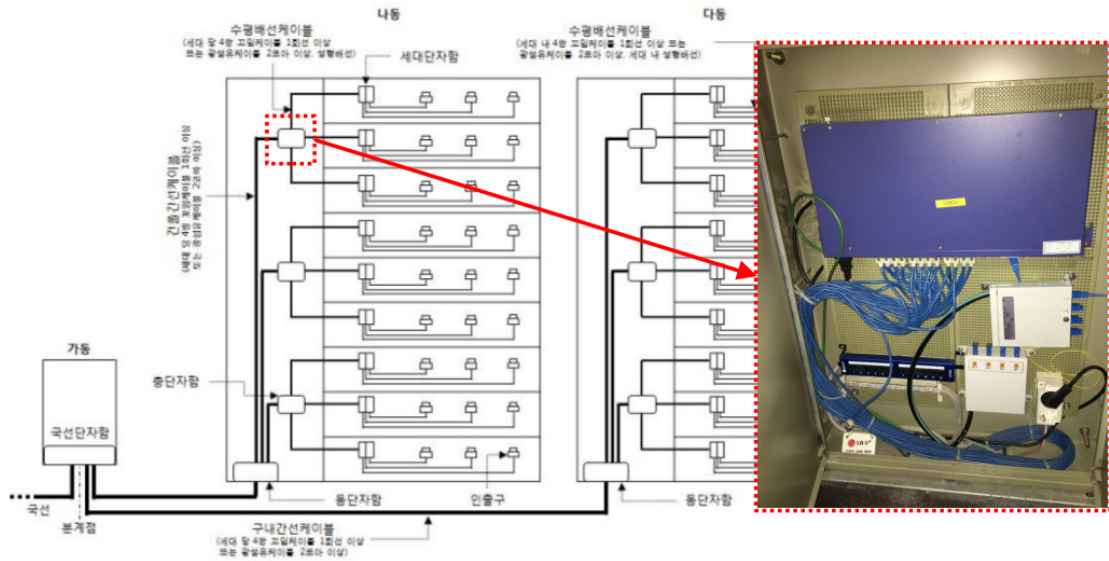 나동
수평배선케이블
(세대 당 4쌍 꼬임케이블 1회선 이상
또는 광섬유케이블 2코아 이상, 성형배선)
세대단자함
다동
수평배선케이블
(세대 내 4쌍 꼬임케이블 1회선 이상 또는
광섬유케이블 2코아 이상, 세대 내 성형배선)
건물간선케이블
(세대 당 4쌍 꼬임케이블 1회선 이상
또는 광섬유케이블 2코아 이상)
가동
국선단자함
층단자함
국선
분계점
동단자함
인출구
동단자함
구내간선케이블
(세대 당 4쌍 꼬임케이블 1회선 이상
또는 광섬유케이블 2코아 이상)
LG U+